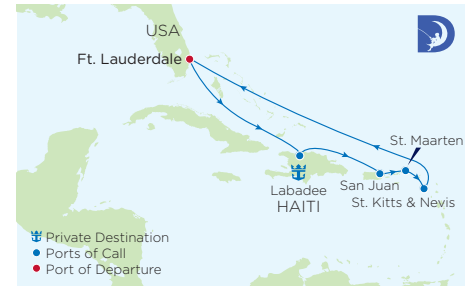 USA
Ft. Lauderdale
St. Maarten
San Juan
St. Kitts & Nevis
Labadee
HAITI
Private Destination
Ports of Call
Port of Departure